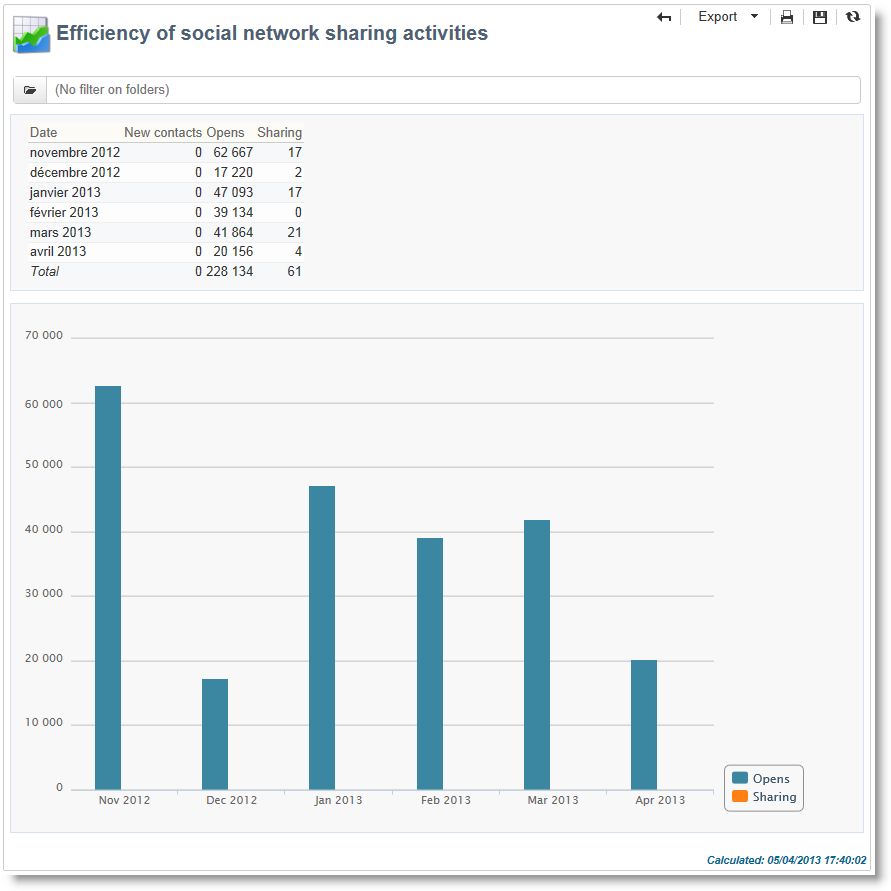 Export
Efficiency of social network sharing activities
(No filter on folders)
Date New contacts Opens Sharing
novembre 2012 0 62 667 17
décembre 2012 0 17 220 2
janvier 2013 0 47 093 17
février 2013 0 39 134 0
mars 2013 0 41 864 21
avril 2013 0 20 156 4
Total 0 228 134 61
70 000
60 000
50 000
40 000
30 000
20 000
10 000
0
Nov 2012 Dec 2012 Jan 2013 Feb 2013 Mar 2013 Apr 2013
Opens
Sharing
Calculated: 05/04/2013 17:40:02